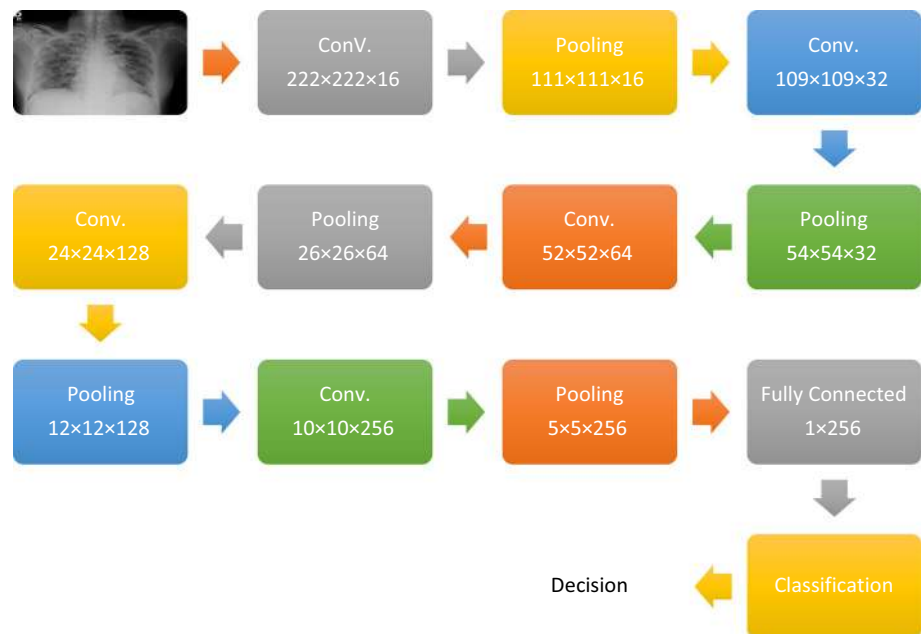 ConV.
222×222×16
Pooling
111×111×16
Conv.
109×109×32
Pooling
54×54×32
Conv.
52×52×64
Pooling
26×26×64
Conv.
24×24×128
Pooling
12×12×128
Conv.
10×10×256
Pooling
5×5×256
Fully Connected
1×256
Classification
Decision